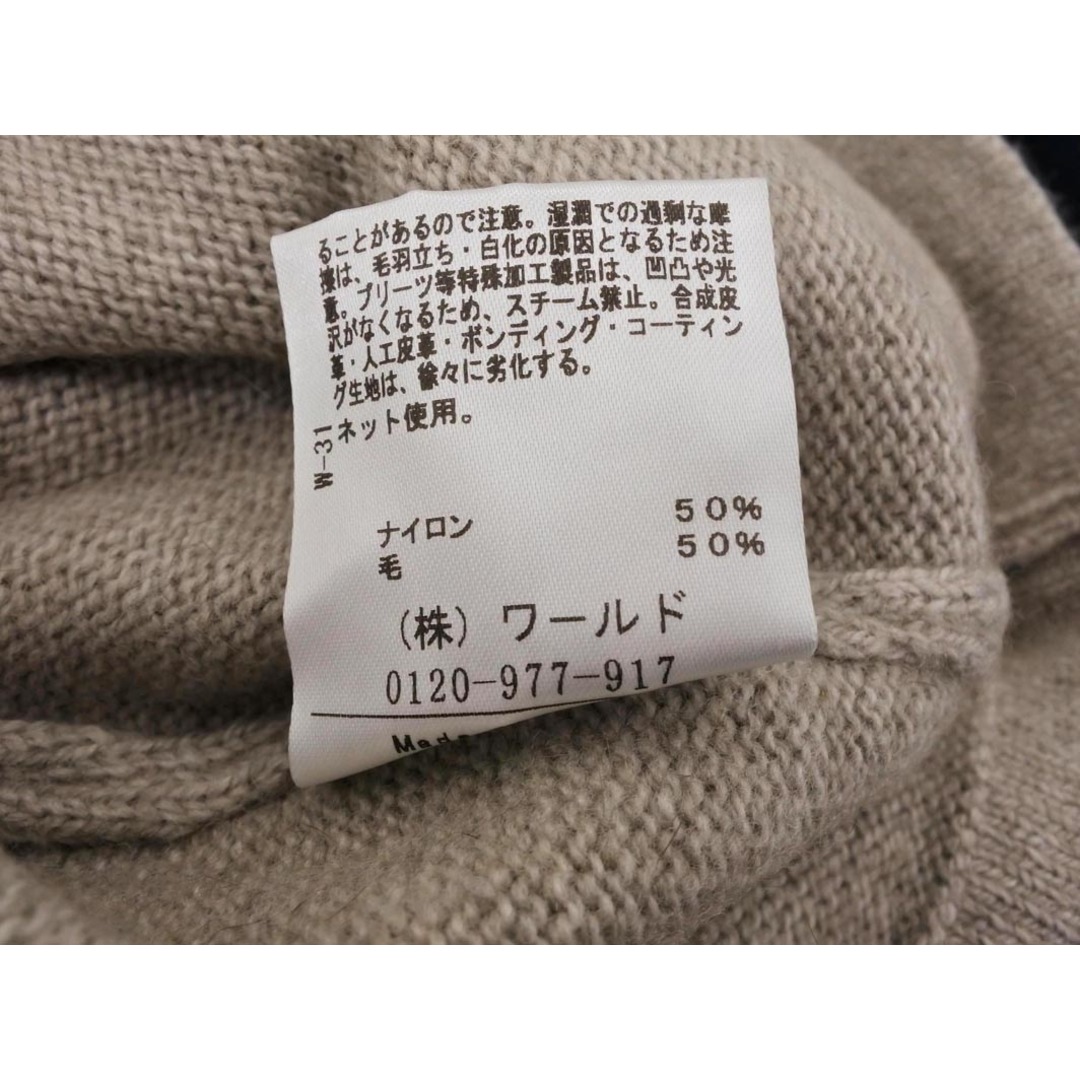 ることがあるので注意。湿潤での過剰な摩
擦は、毛羽立ち・白化の原因となるため注
意。プリーツ等特殊加工製品は、凹凸や光
沢がなくなるため、スチーム禁止。合成皮
革・人工皮革・ボンディング・コーティン
グ生地は、徐々に劣化する。
ネット使用。
W-31
ナイロン ５０％
毛 ５０％
（株）ワールド
0120-977-917
Made